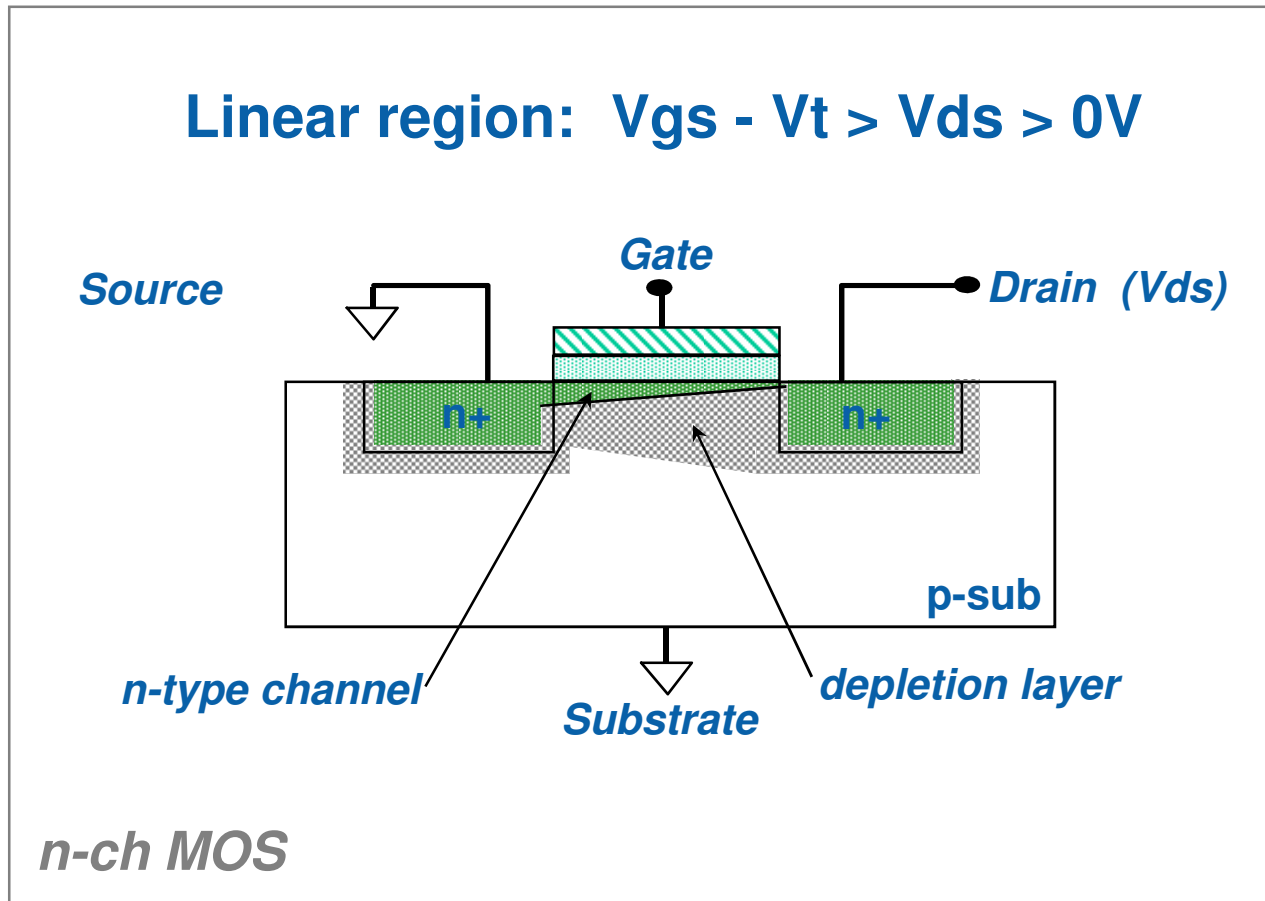 Linear region: Vgs - Vt > Vds > 0V
Gate
Source
Drain (Vds)
n+
n+
p-sub
n-type channel
depletion layer
Substrate
n-ch MOS